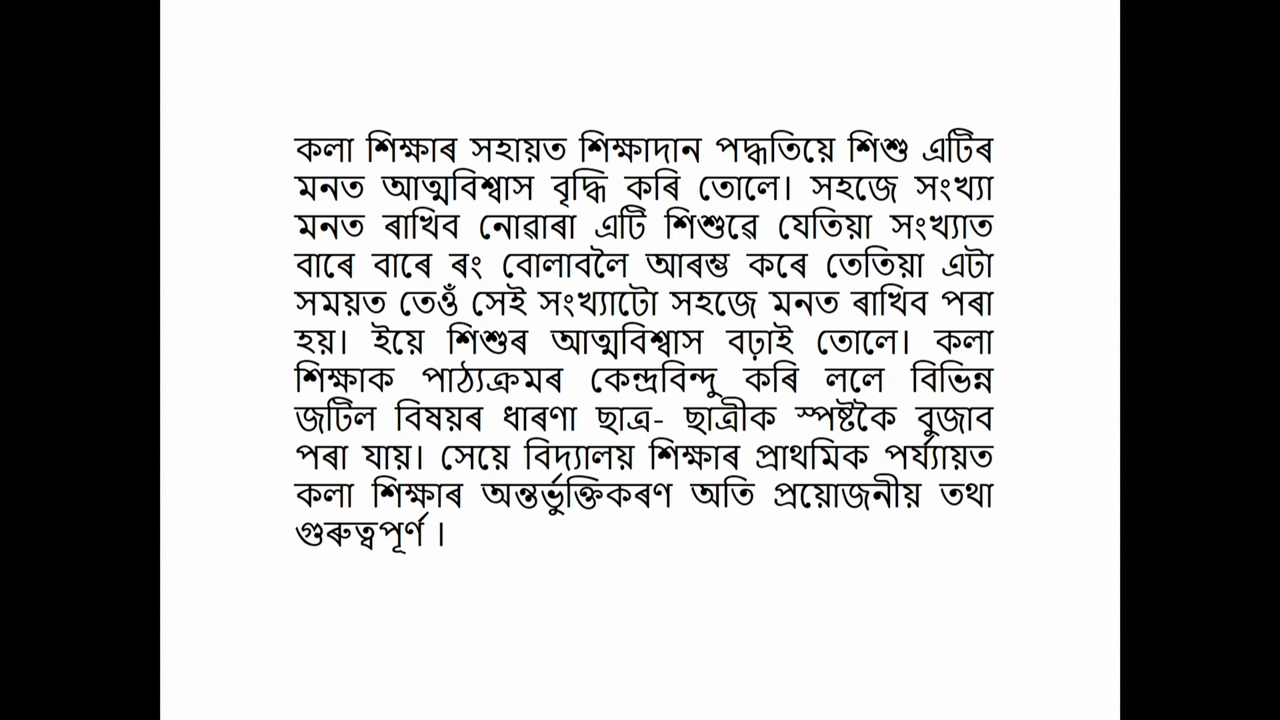 কলা শিক্ষাৰ সহায়ত শিক্ষাদান পদ্ধতিয়ে শিশু এটিৰ
মনত আত্মবিশ্বাস বৃদ্ধি কৰি তোলে। সহজে সংখ্যা
মনত ৰাখিব নোৱাৰা এটি শিশুৱে যেতিয়া সংখ্যাত
বাৰে বাৰে ৰং বোলাবলৈ আৰম্ভ কৰে তেতিয়া এটা
সময়ত তেওঁ সেই সংখ্যাটো সহজে মনত ৰাখিব পৰা
হয়। ইয়ে শিশুৰ আত্মবিশ্বাস বঢ়াই তোলে। কলা
শিক্ষাক পাঠ্যক্ৰমৰ কেন্দ্ৰবিন্দু কৰি ললে বিভিন্ন
জটিল বিষয়ৰ ধাৰণা ছাত্ৰ- ছাত্ৰীক স্পষ্টকৈ বুজাব
পৰা যায়। সেয়ে বিদ্যালয় শিক্ষাৰ প্ৰাথমিক পৰ্য্যায়ত
কলা শিক্ষাৰ অন্তৰ্ভুক্তিকৰণ অতি প্ৰয়োজনীয় তথা
গুৰুত্বপূৰ্ণ ।